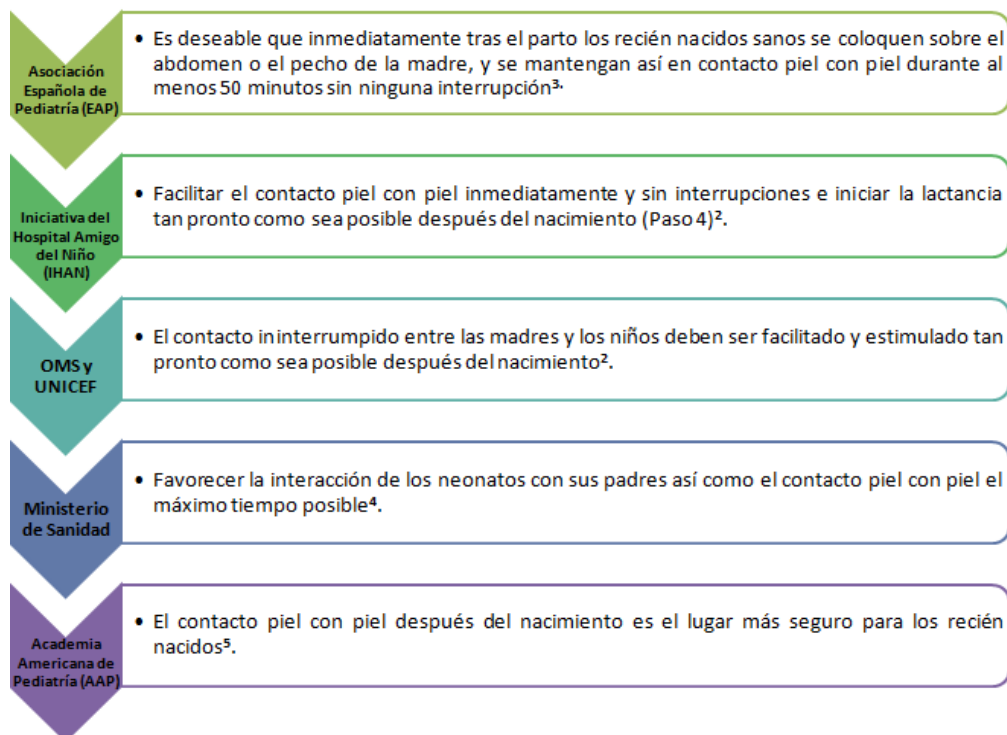 Asociación
Española de
Pediatría (EAP)
• Es deseable que inmediatamente tras el parto los recién nacidos sanos se coloquen sobre el
abdomen o el pecho de la madre, y se mantengan así en contacto piel con piel durante al
menos 50 minutos sin ninguna interrupción³.
Iniciativa del
Hospital Amigo
del Niño
(IHAN)
• Facilitar el contacto piel con piel inmediatamente y sin interrupciones e iniciar la lactancia
tan pronto como sea posible después del nacimiento (Paso 4)².
OMS y
UNICEF
• El contacto ininterrumpido entre las madres y los niños deben ser facilitado y estimulado tan
pronto como sea posible después del nacimiento².
Ministerio
de Sanidad
• Favorecer la interacción de los neonatos con sus padres así como el contacto piel con piel el
máximo tiempo posible⁴.
Academia
Americana de
Pediatría (AAP)
• El contacto piel con piel después del nacimiento es el lugar más seguro para los recién
nacidos⁵.